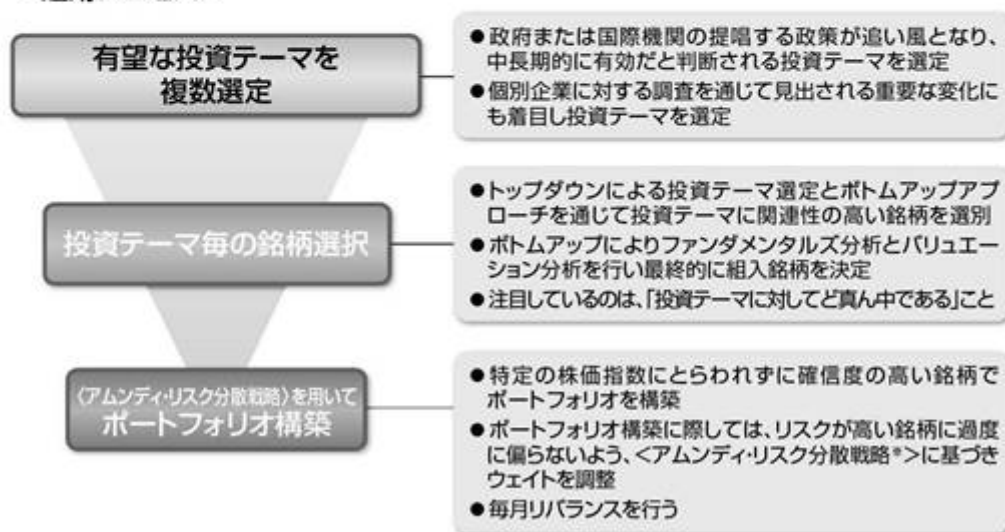 有望な投資テーマを
複数選定
●政府または国際機関の提唱する政策が追い風となり、
中長期的に有効だと判断される投資テーマを選定
●個別企業に対する調査を通じて見出される重要な変化に
も着目し投資テーマを選定
投資テーマ毎の銘柄選択
●トップダウンによる投資テーマ選定とボトムアップアプ
ローチを通じて投資テーマに関連性の高い銘柄を選別
●ボトムアップによりファンダメンタルズ分析とバリュエー
ション分析を行い最終的に組入銘柄を決定
●注目しているのは、「投資テーマに対してど真ん中である」こと
〈アムンディ・リスク分散戦略〉を用いて
ポートフォリオ構築
●特定の株価指数にとらわれずに確信度の高い銘柄で
ポートフォリオを構築
●ポートフォリオ構築に際しては、リスクが高い銘柄に過度
に偏らないよう、<アムンディ・リスク分散戦略*>に基づき
ウェイトを調整
●毎月リバランスを行う